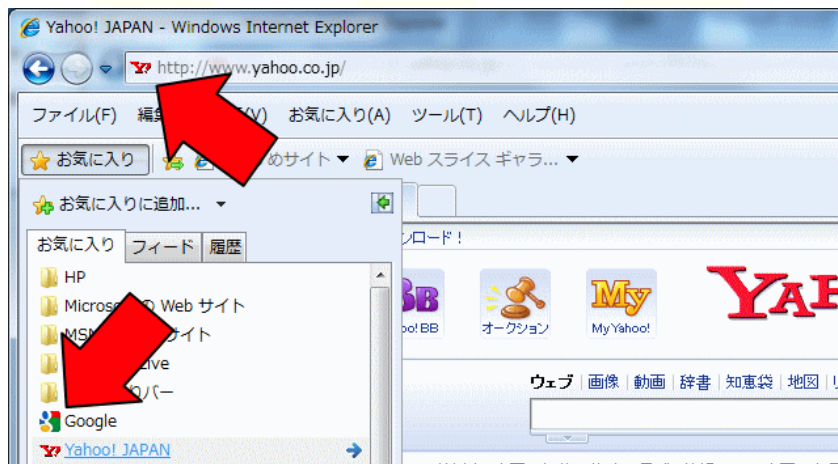 Yahoo! JAPAN - Windows Internet Explorer
http://www.yahoo.co.jp/
ファイル(F) 編 (V) お気に入り(A) ツール(T) ヘルプ(H)
お気に入り めサイト ▼ Web スライス ギャラ... ▼
お気に入りに追加... ▼
お気に入り フィード 履歴
ンロード！
HP
Microso の Web サイト
MSN サイト
ive
バー
Google
Yahoo! JAPAN
BB
oo!BB
オークション
My
My Yahoo!
YA
ウェブ 画像 動画 辞書 知恵袋 地図